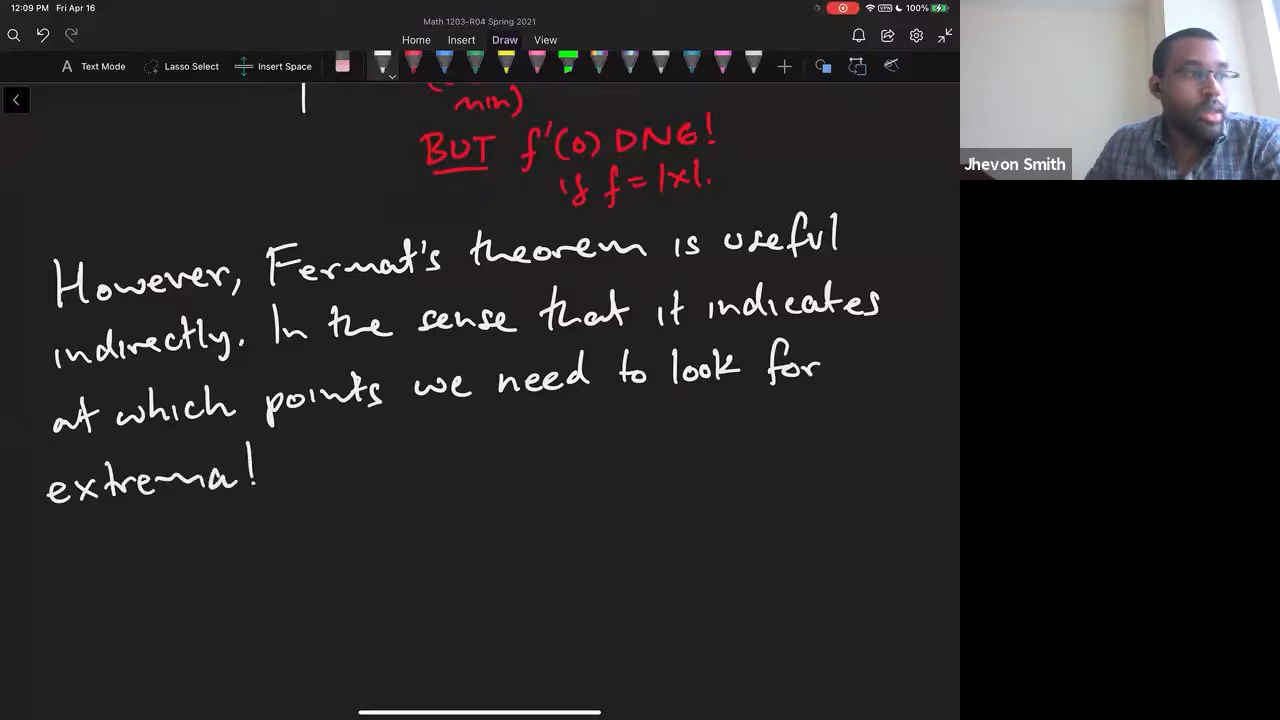 12:09 PM Fri Apr 16
VPN 100%
Math 1203-R04 Spring 2021
Home Insert Draw View
Text Mode Lasso Select Insert Space
min)
BUT f'(0) DNE!
if f = |x|.
However, Fermat's theorem is useful
indirectly. In the sense that it indicates
at which points we need to look for
extrema!
Jhevon Smith